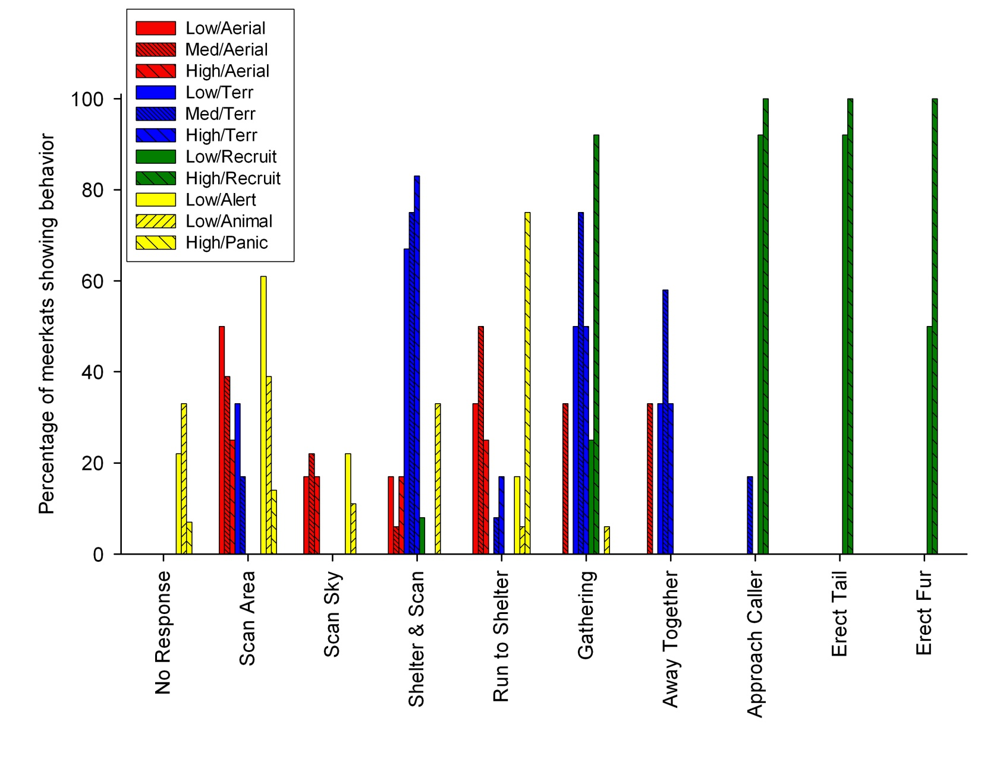 Low/Aerial
Med/Aerial
High/Aerial
Low/Terr
Med/Terr
High/Terr
Low/Recruit
High/Recruit
Low/Alert
Low/Animal
High/Panic
Percentage of meerkats showing behavior
100
80
60
40
20
0
No Response
Scan Area
Scan Sky
Shelter & Scan
Run to Shelter
Gathering
Away Together
Approach Caller
Erect Tail
Erect Fur